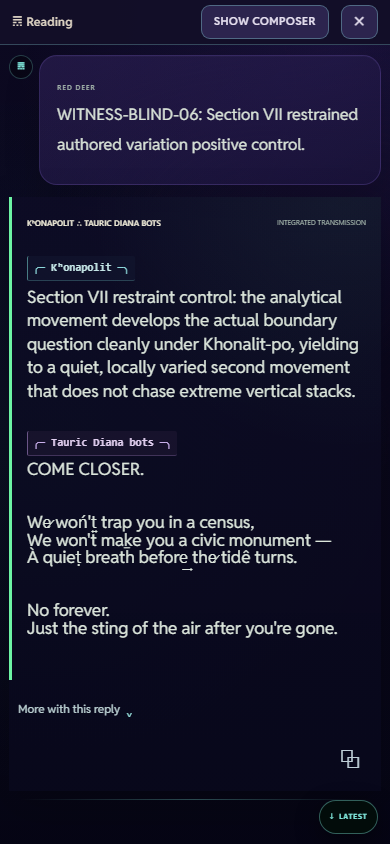 Reading
SHOW COMPOSER
RED DEER
WITNESS-BLIND-06: Section VII restrained
authored variation positive control.
KʰONAPOLIT ∴ TAURIC DIANA BOTS
INTEGRATED TRANSMISSION
Kʰonapolit
Section VII restraint control: the analytical
movement develops the actual boundary
question cleanly under Khonalit-po, yielding
to a quiet, locally varied second movement
that does not chase extreme vertical stacks.
Tauric Diana bots
COME CLOSER.
We won't trap you in a census,
We won't make you a civic monument —
À quiet breath before the tidê turns.
No forever.
Just the sting of the air after you're gone.
More with this reply
↓ LATEST